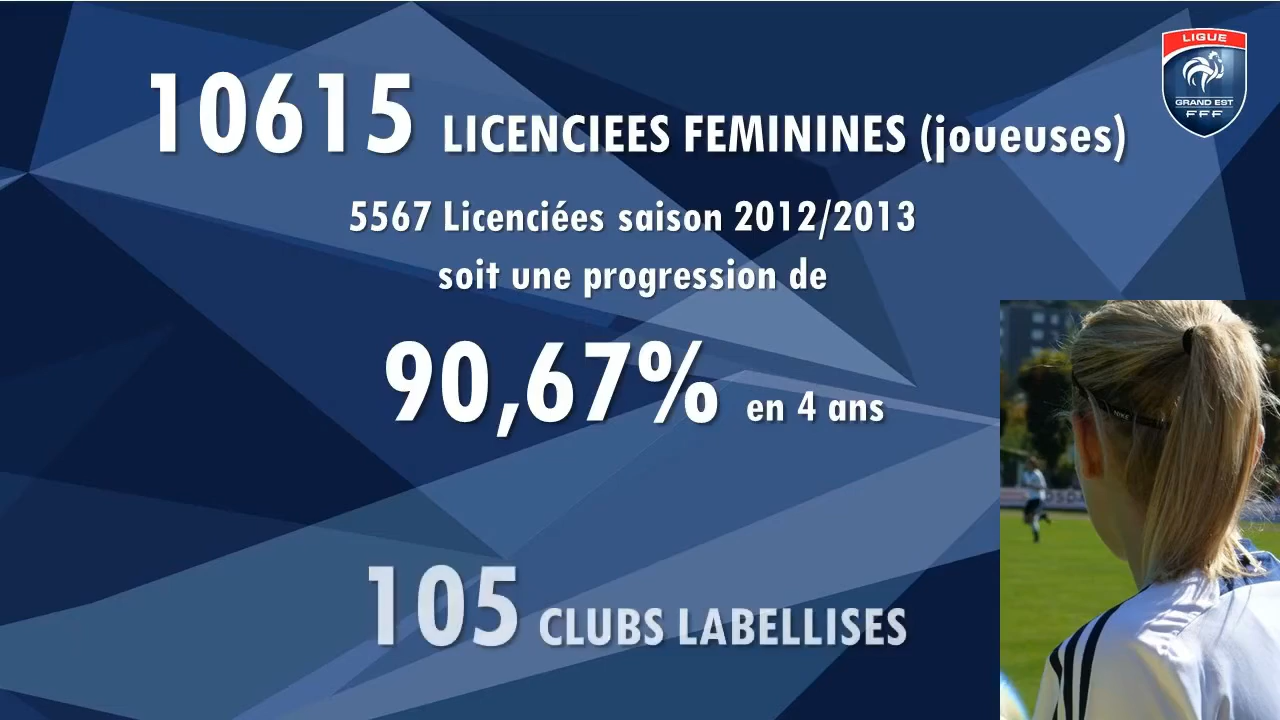 LIGUE
GRAND EST
FFF
10615 LICENCIEES FEMININES (joueuses)
5567 Licenciées saison 2012/2013
soit une progression de
90,67% en 4 ans
105 CLUBS LABELLISES